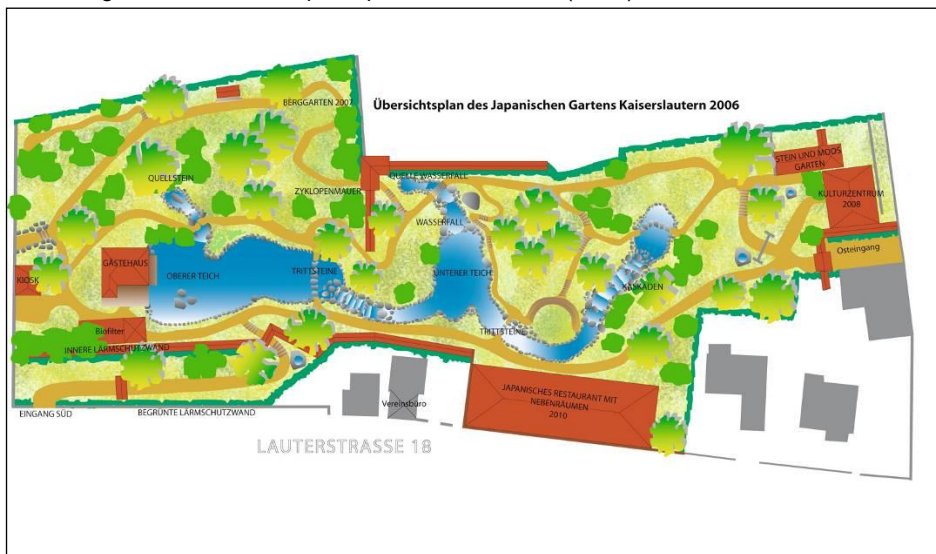 Übersichtsplan des Japanischen Gartens Kaiserslautern 2006
BERGGARTEN 2007
QUELLSTEIN
ZYKLOPENMAUER
QUELLE WASSERFALL
WASSERFALL
STEIN UND MOOS
GARTEN
KULTURZENTRUM
2008
Osteingang
KIOSK
GÄSTEHAUS
OBERER TEICH
TRITTSTEINE
UNTERER TEICH
KASKADEN
Biofilter
TRITTSTEINE
INNERE LÄRMSCHUTZWAND
JAPANISCHES RESTAURANT MIT
NEBENRÄUMEN
2010
Vereinsbüro
EINGANG SÜD
BEGRÜNTE LÄRMSCHUTZWAND
LAUTERSTRASSE 18